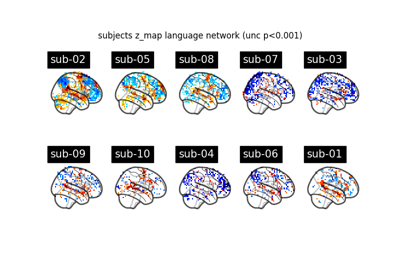 subjects z_map language network (unc p<0.001)
sub-02 sub-05 sub-08 sub-07 sub-03
sub-09 sub-10 sub-04 sub-06 sub-01